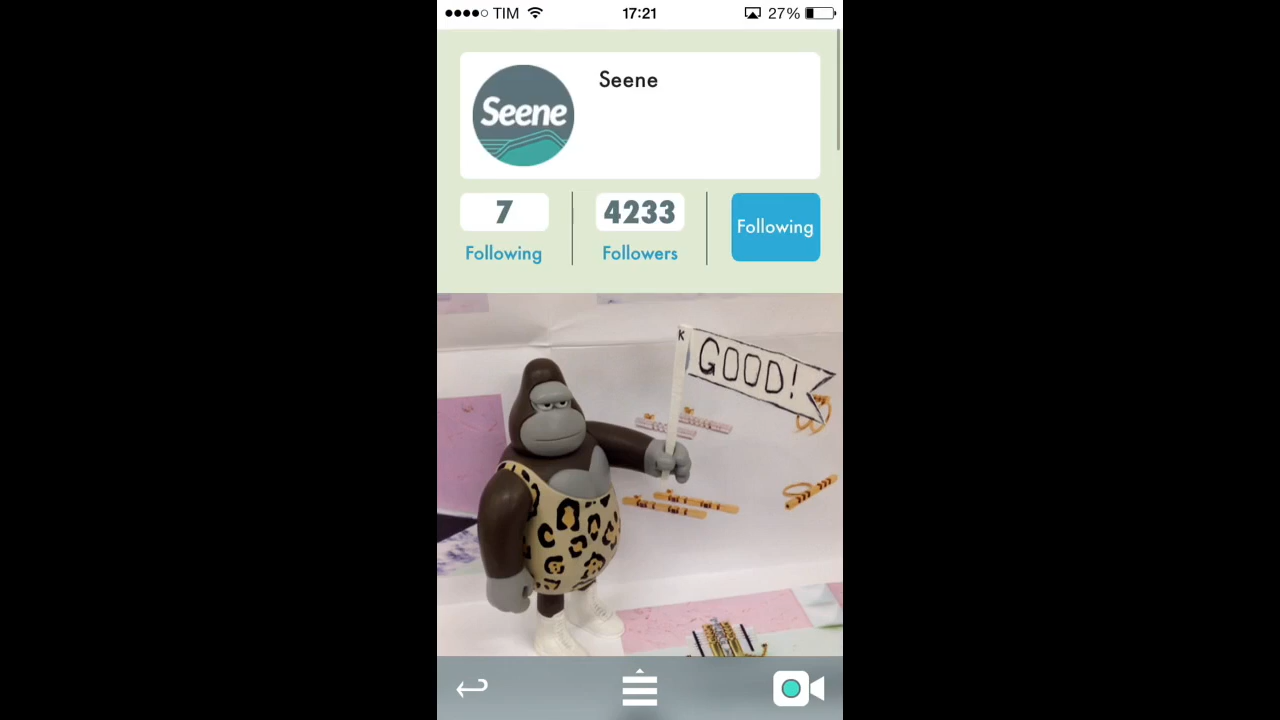 TIM 17:21 27%
Seene
Seene
7
4233
Following
Following
Followers
K
GOOD!